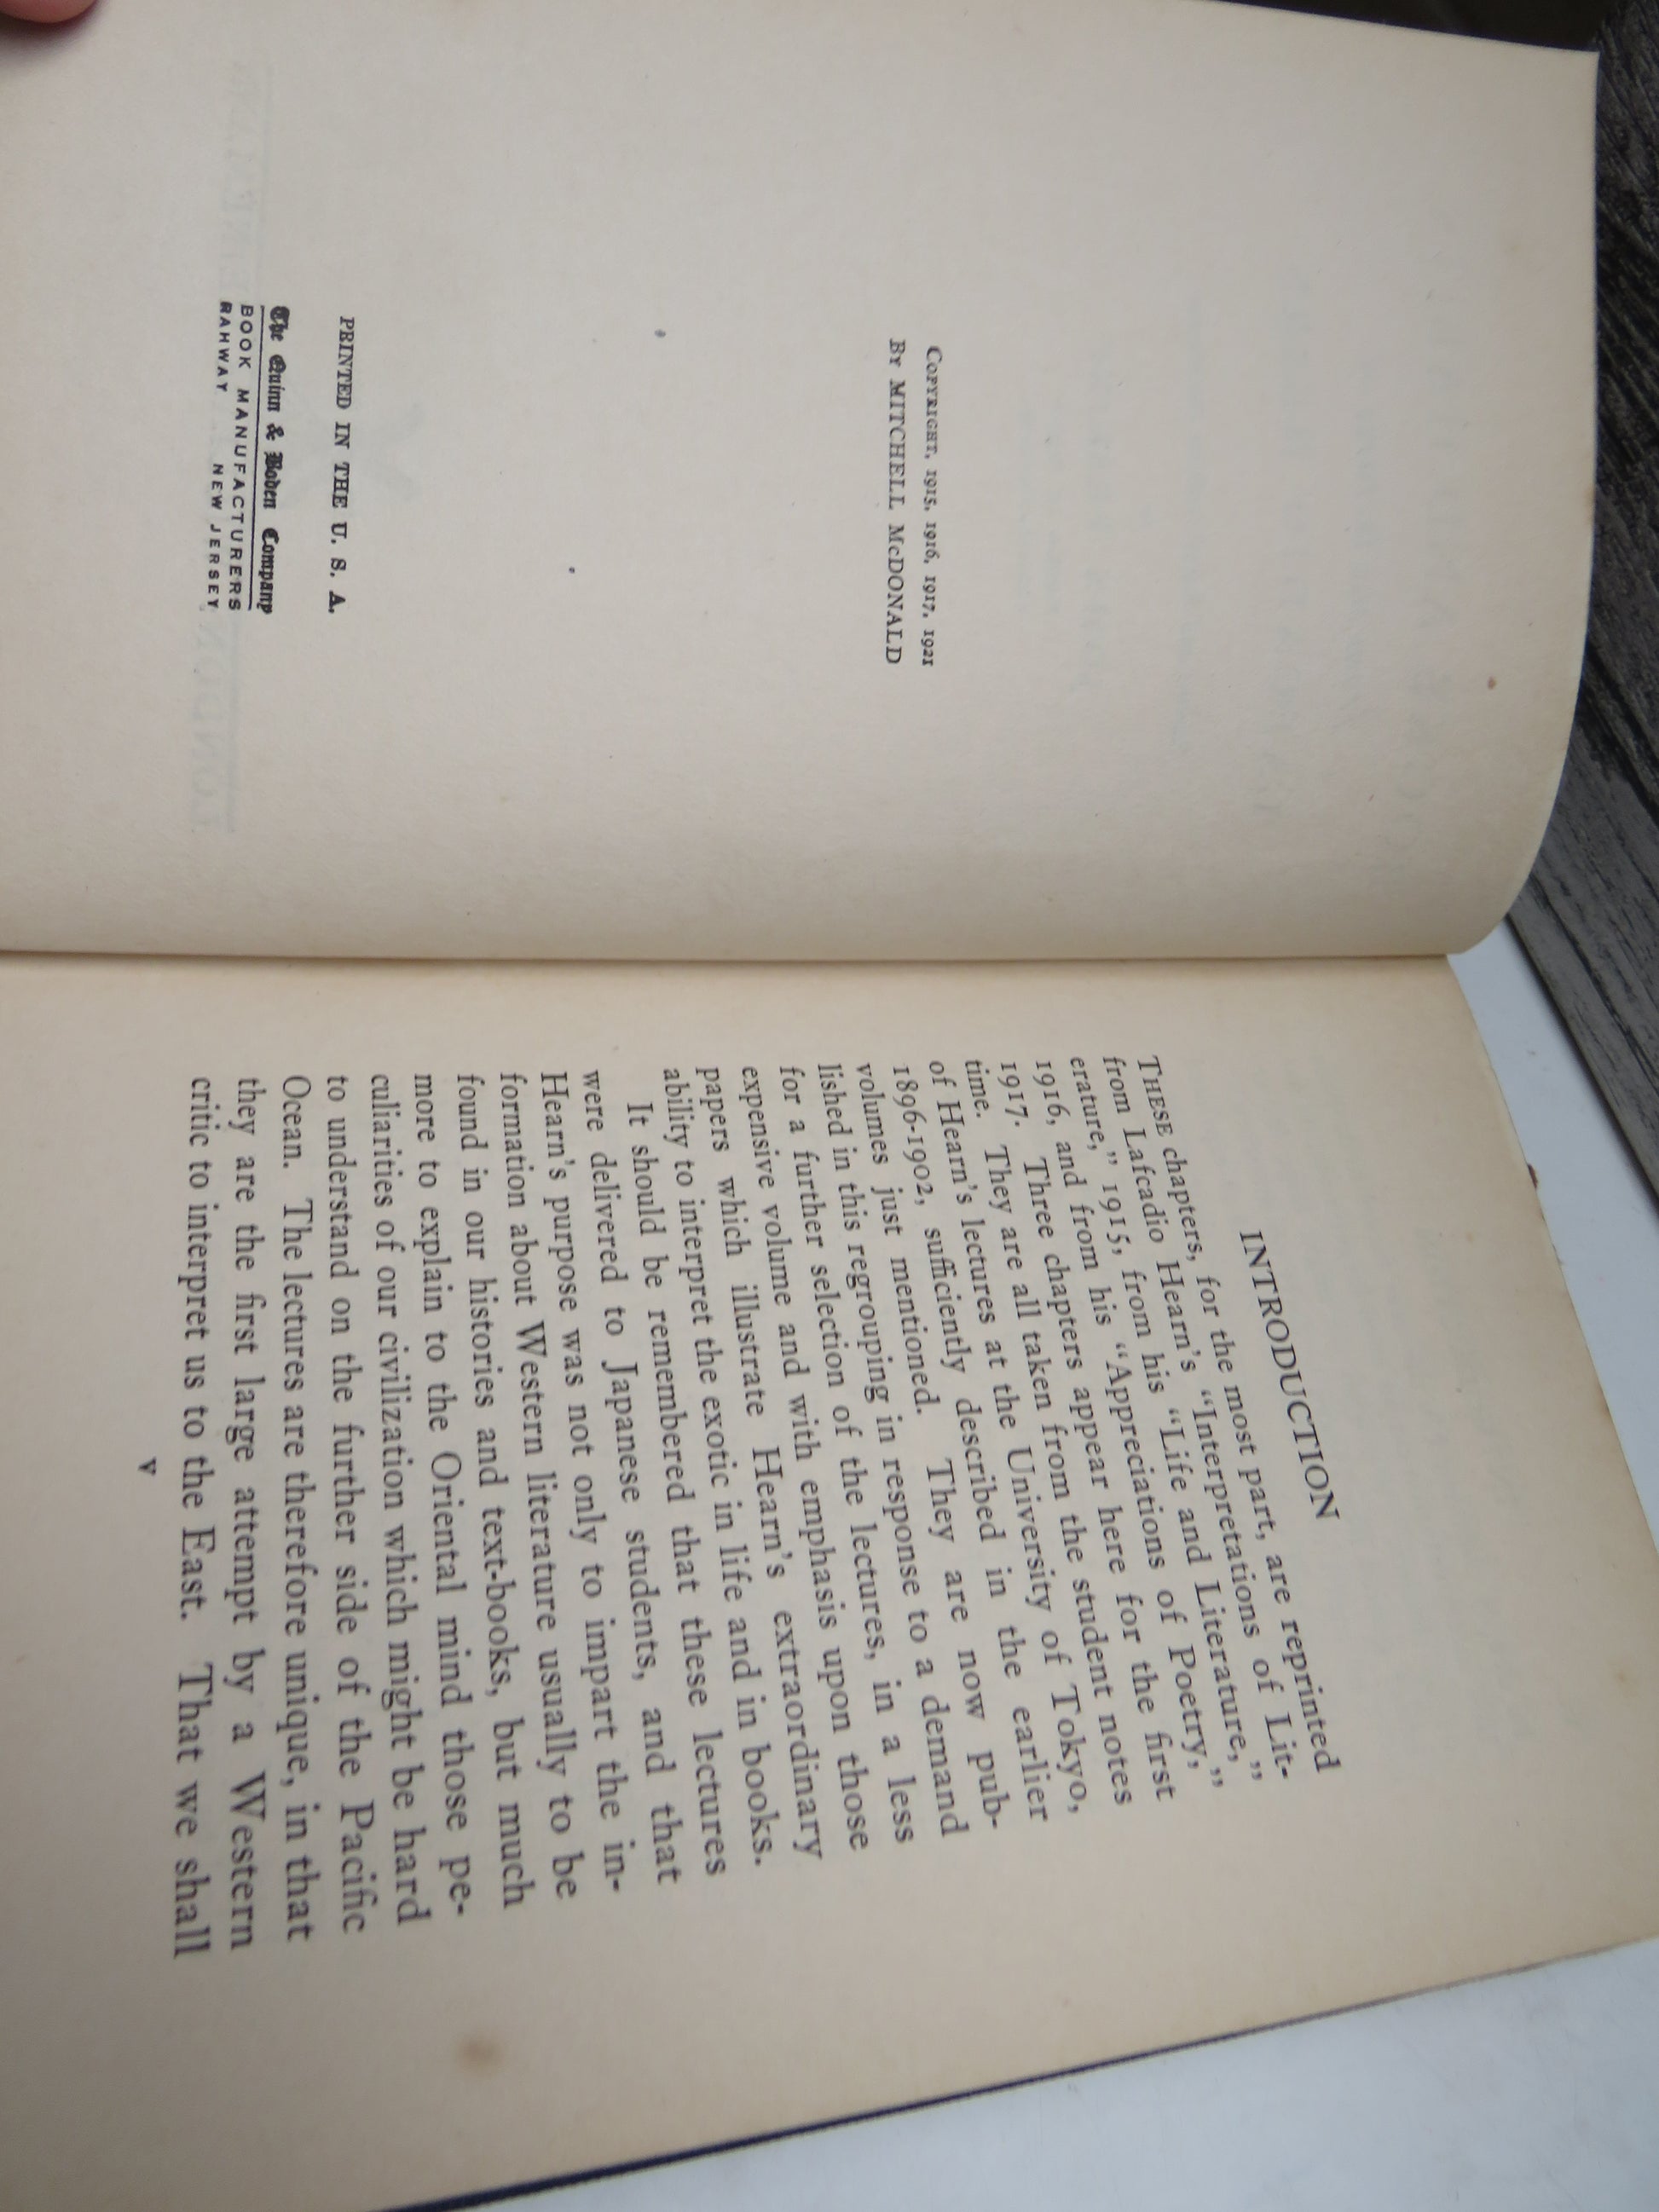 COPYRIGHT, 1915, 1916, 1917, 1921
BY MITCHELL McDONALD
PRINTED IN THE U. S. A.
The Quinn & Boden Company
BOOK MANUFACTURERS
RAHWAY NEW JERSEY
INTRODUCTION
THESE chapters, for the most part, are reprinted
from Lafcadio Hearn's "Interpretations of Lit-
erature," 1915, from his "Life and Literature,"
1916, and from his "Appreciations of Poetry,"
1917. Three chapters appear here for the first
time. They are all taken from the student notes
of Hearn's lectures at the University of Tokyo,
1896-1902, sufficiently described in the earlier
volumes just mentioned. They are now pub-
lished in this regrouping in response to a demand
for a further selection of the lectures, in a less
expensive volume and with emphasis upon those
papers which illustrate Hearn's extraordinary
ability to interpret the exotic in life and in books.
It should be remembered that these lectures
were delivered to Japanese students, and that
Hearn's purpose was not only to impart the in-
formation about Western literature usually to be
found in our histories and text-books, but much
more to explain to the Oriental mind those pe-
culiarities of our civilization which might be hard
to understand on the further side of the Pacific
Ocean. The lectures are therefore unique, in that
they are the first large attempt by a Western
critic to interpret us to the East. That we shall
v